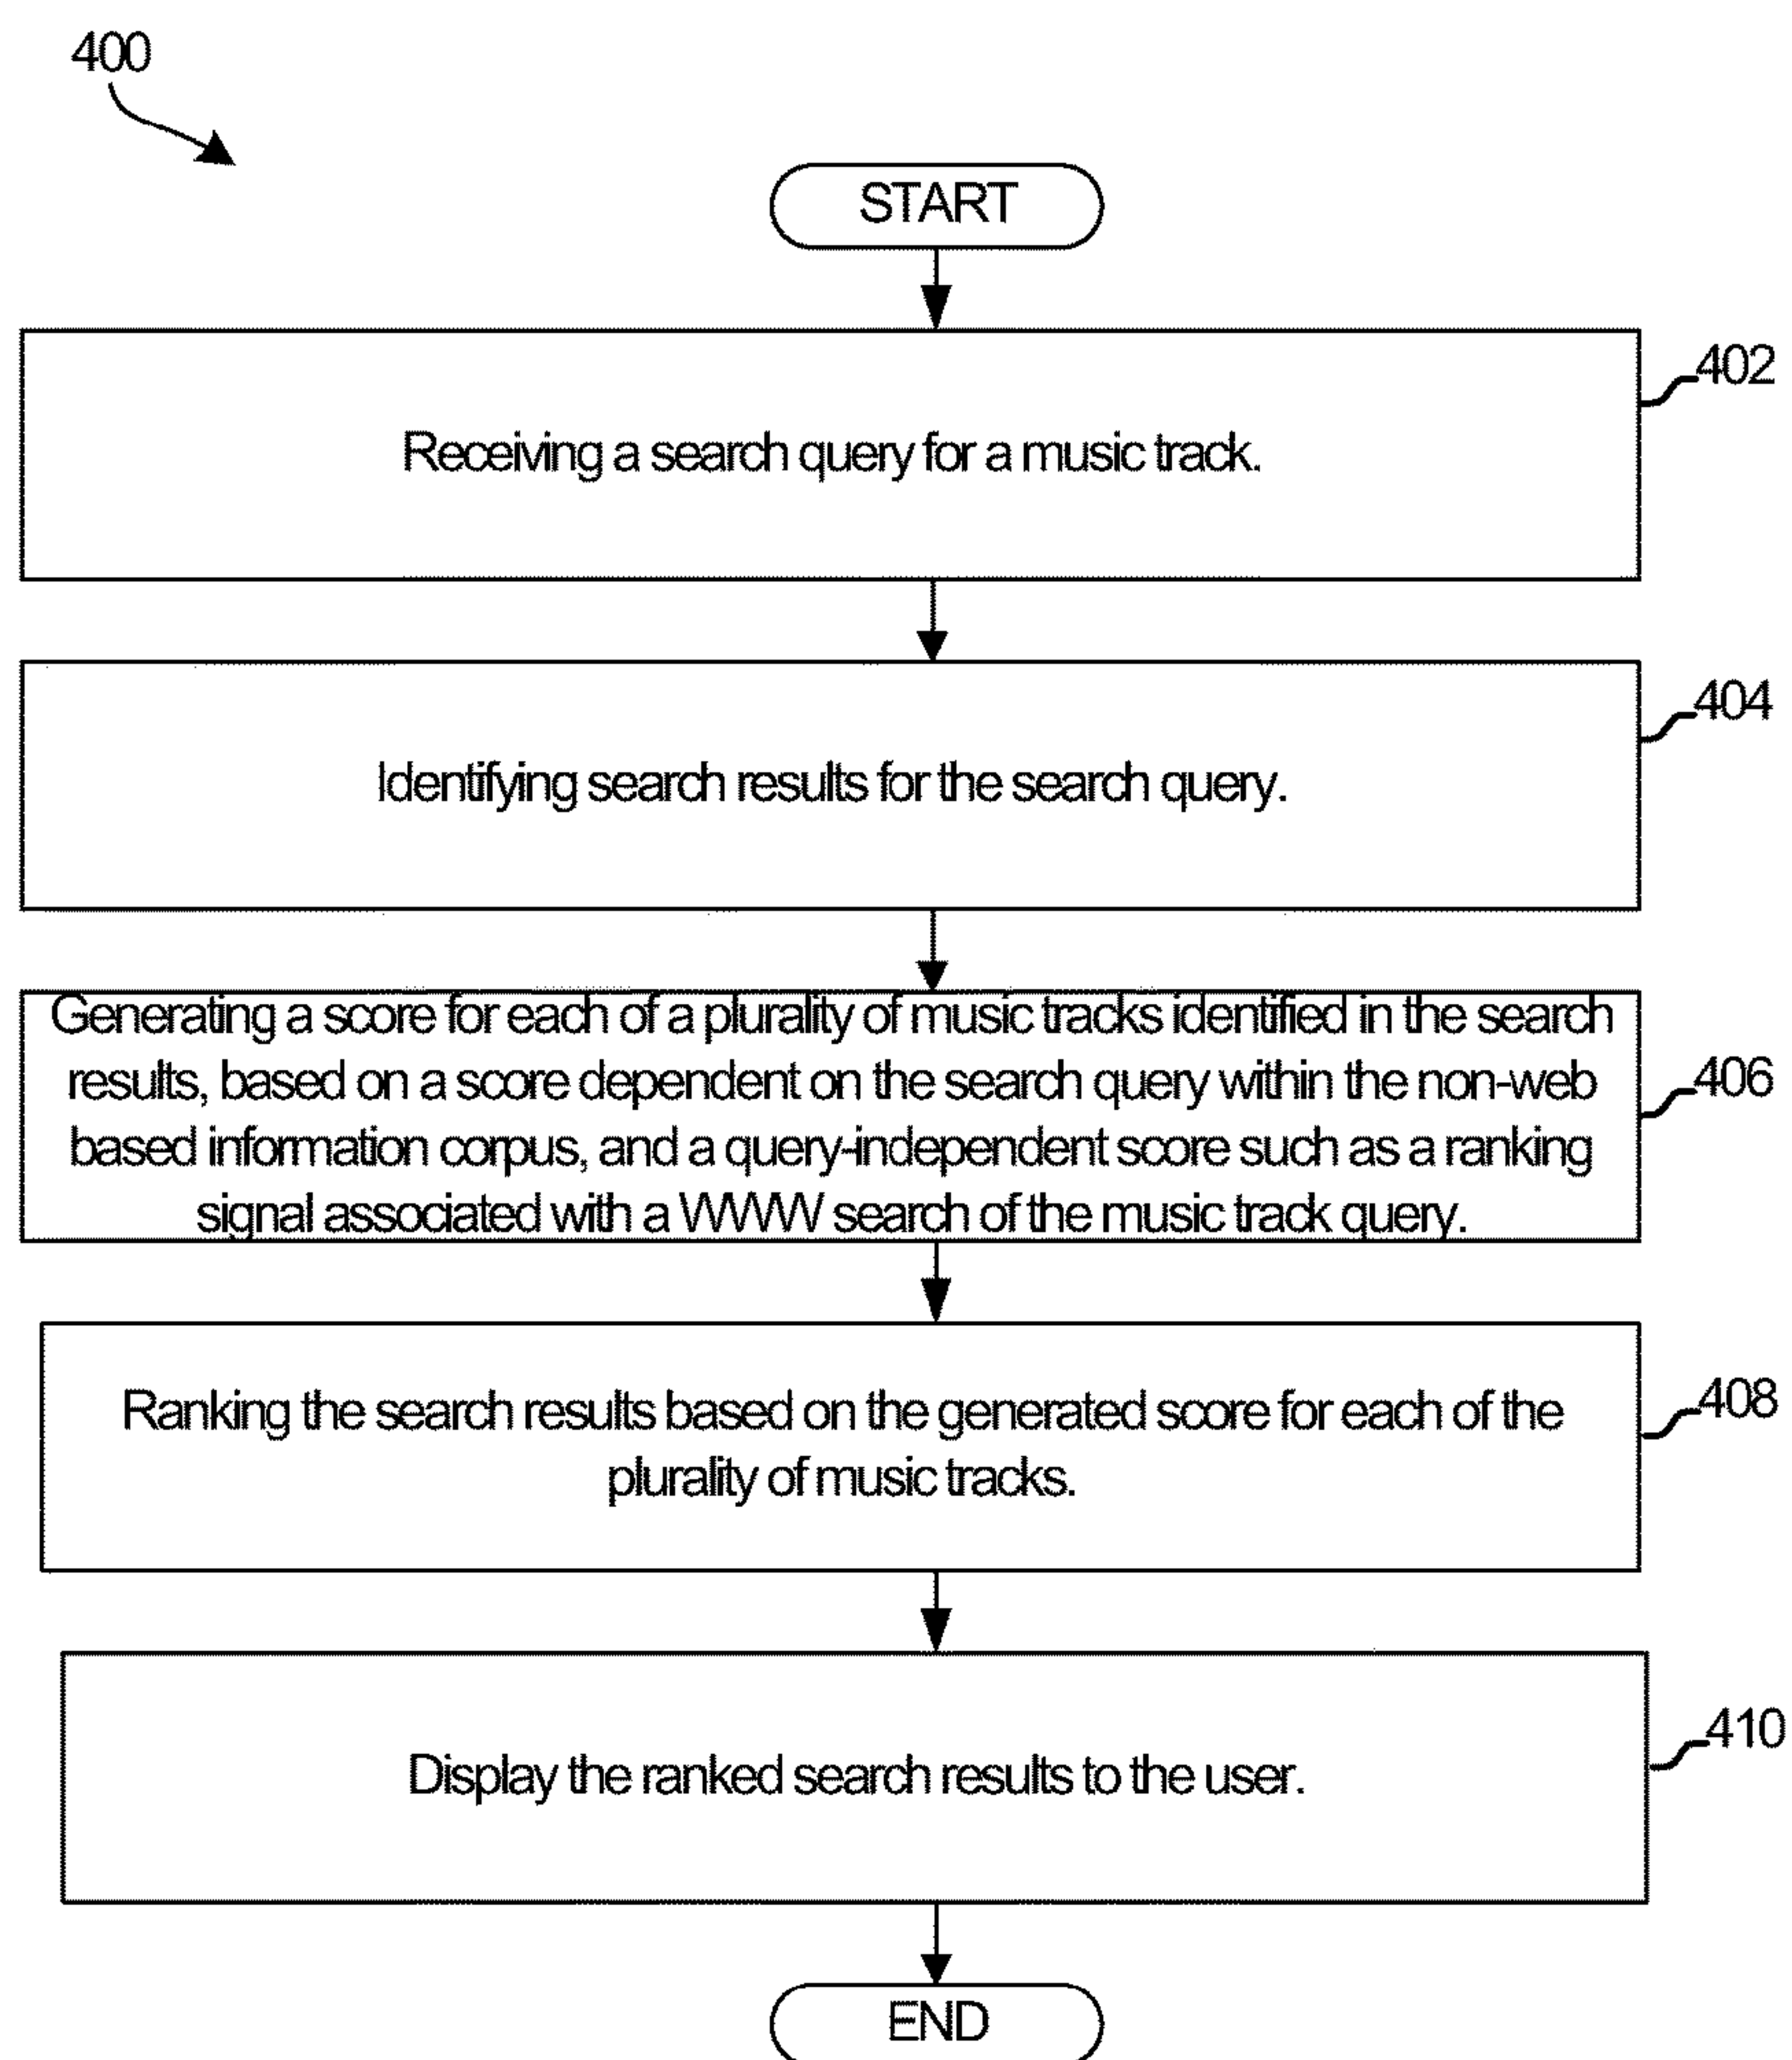 400
START
402
Receiving a search query for a music track.
404
Identifying search results for the search query.
Generating a score for each of a plurality of music tracks identified in the search
results, based on a score dependent on the search query within the non-web
406
based information corpus, and a query-independent score such as a ranking
signal associated with a WWW search of the music track query.
408
Ranking the search results based on the generated score for each of the
plurality of music tracks.
410
Display the ranked search results to the user.
END